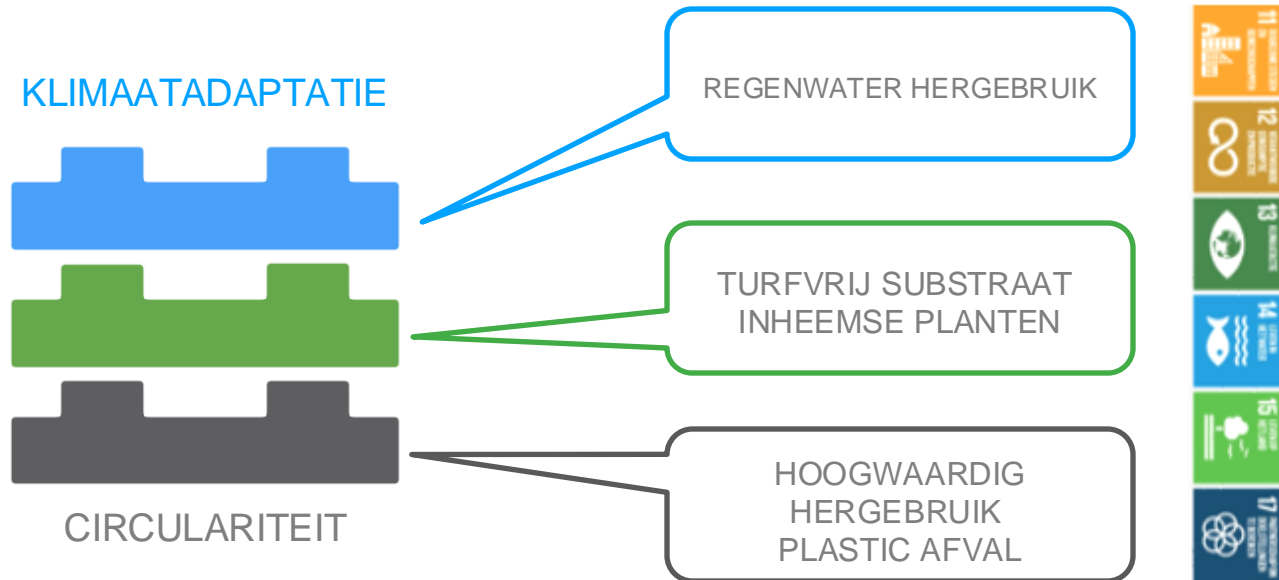 KLIMAATADAPTATIE
REGENWATER HERGEBRUIK
TURFVRIJ SUBSTRAAT
INHEEMSE PLANTEN
HOOGWAARDIG
HERGEBRUIK
PLASTIC AFVAL
CIRCULARITEIT
11
12
13
14
15
17